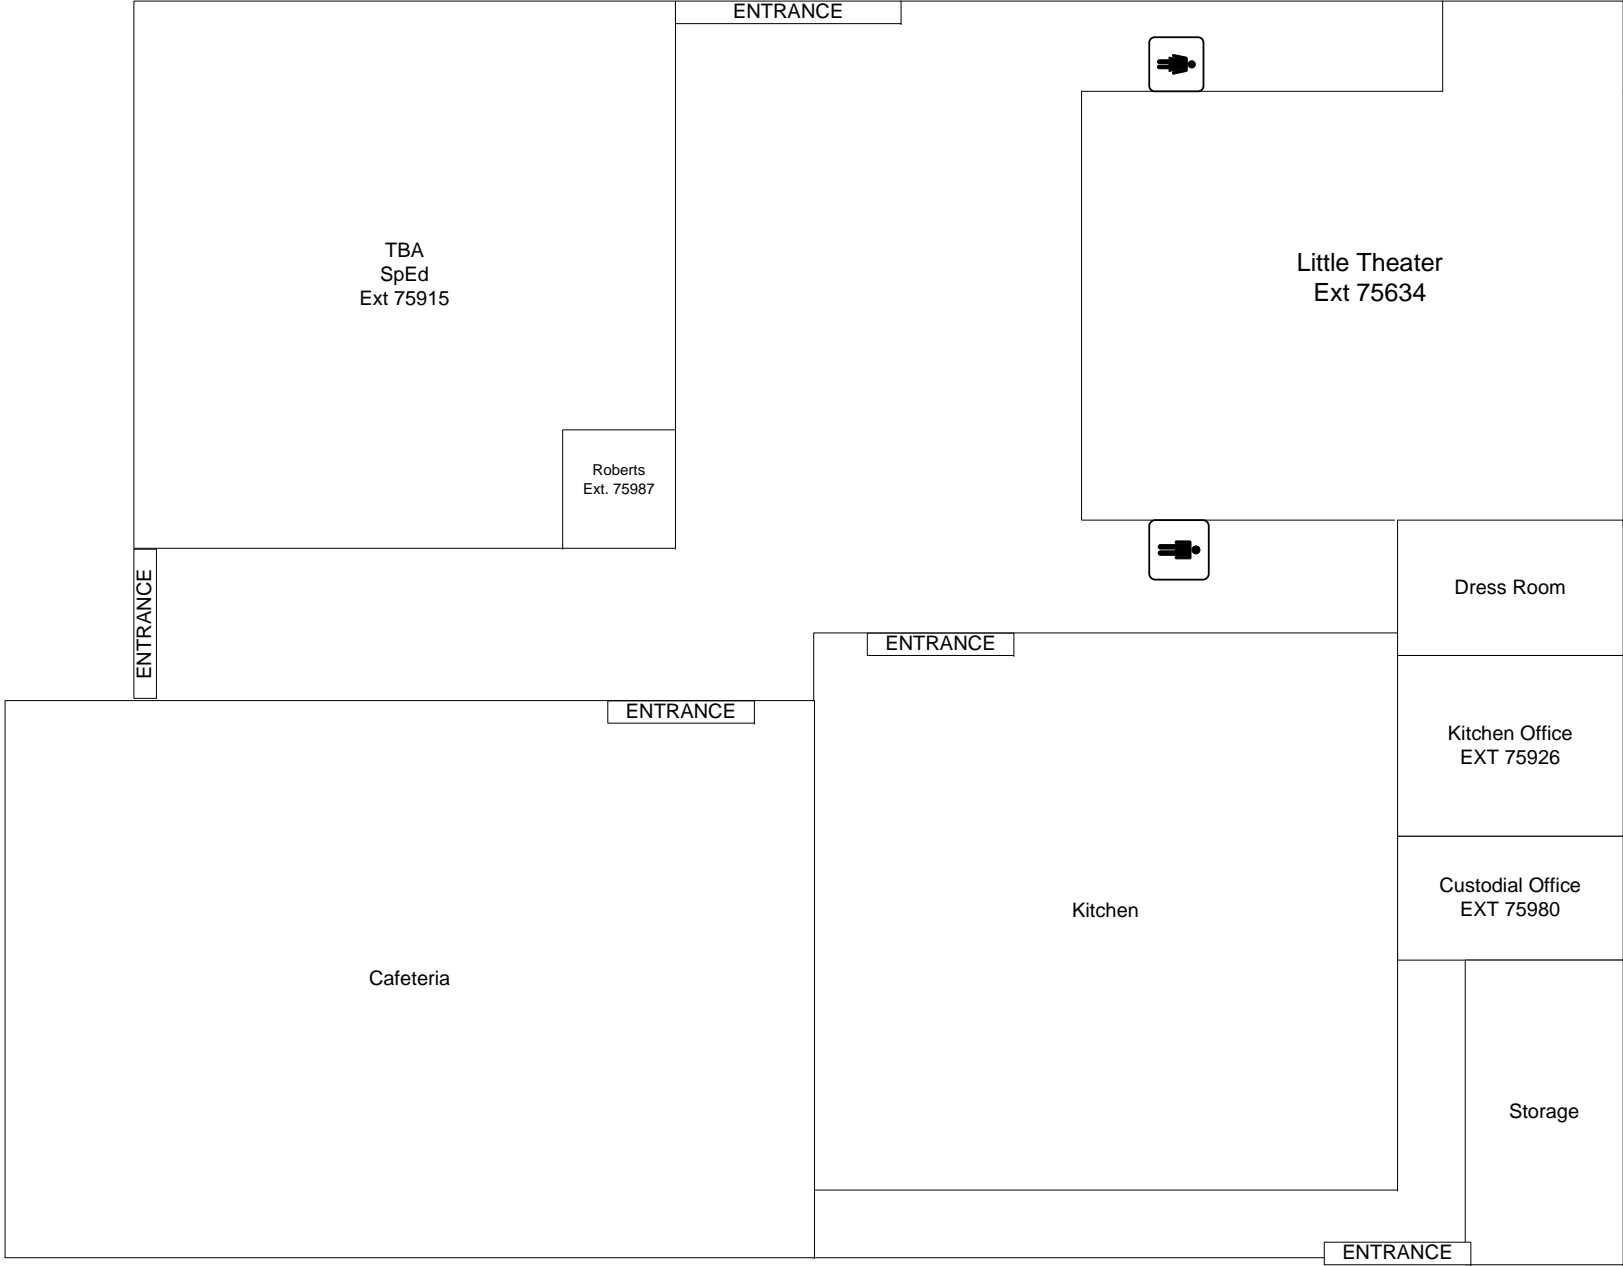 ENTRANCE
TBA
SpEd
Ext 75915
Little Theater
Ext 75634
Roberts
Ext. 75987
ENTRANCE
Dress Room
ENTRANCE
ENTRANCE
Kitchen Office
EXT 75926
Custodial Office
EXT 75980
Kitchen
Cafeteria
Storage
ENTRANCE